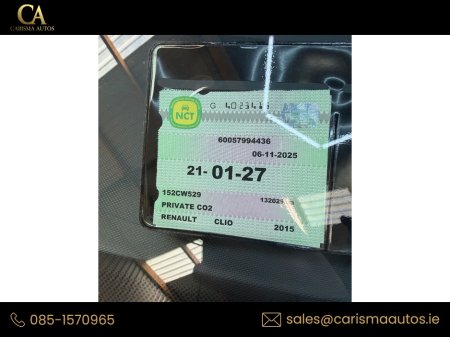 CA
CARISMA AUTOS
NCT
G 4023446
60057994436
06-11-2025
21- 01-27
152CW529
PRIVATE CO2
RENAULT CLIO 2015
085-1570965
sales@carismaautos.ie